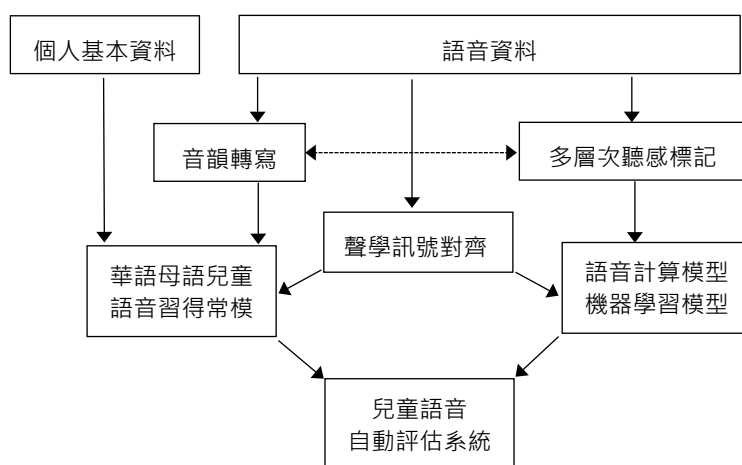 個人基本資料
語音資料
音韻轉寫
多層次聽感標記
聲學訊號對齊
華語母語兒童
語音習得常模
語音計算模型
機器學習模型
兒童語音
自動評估系統